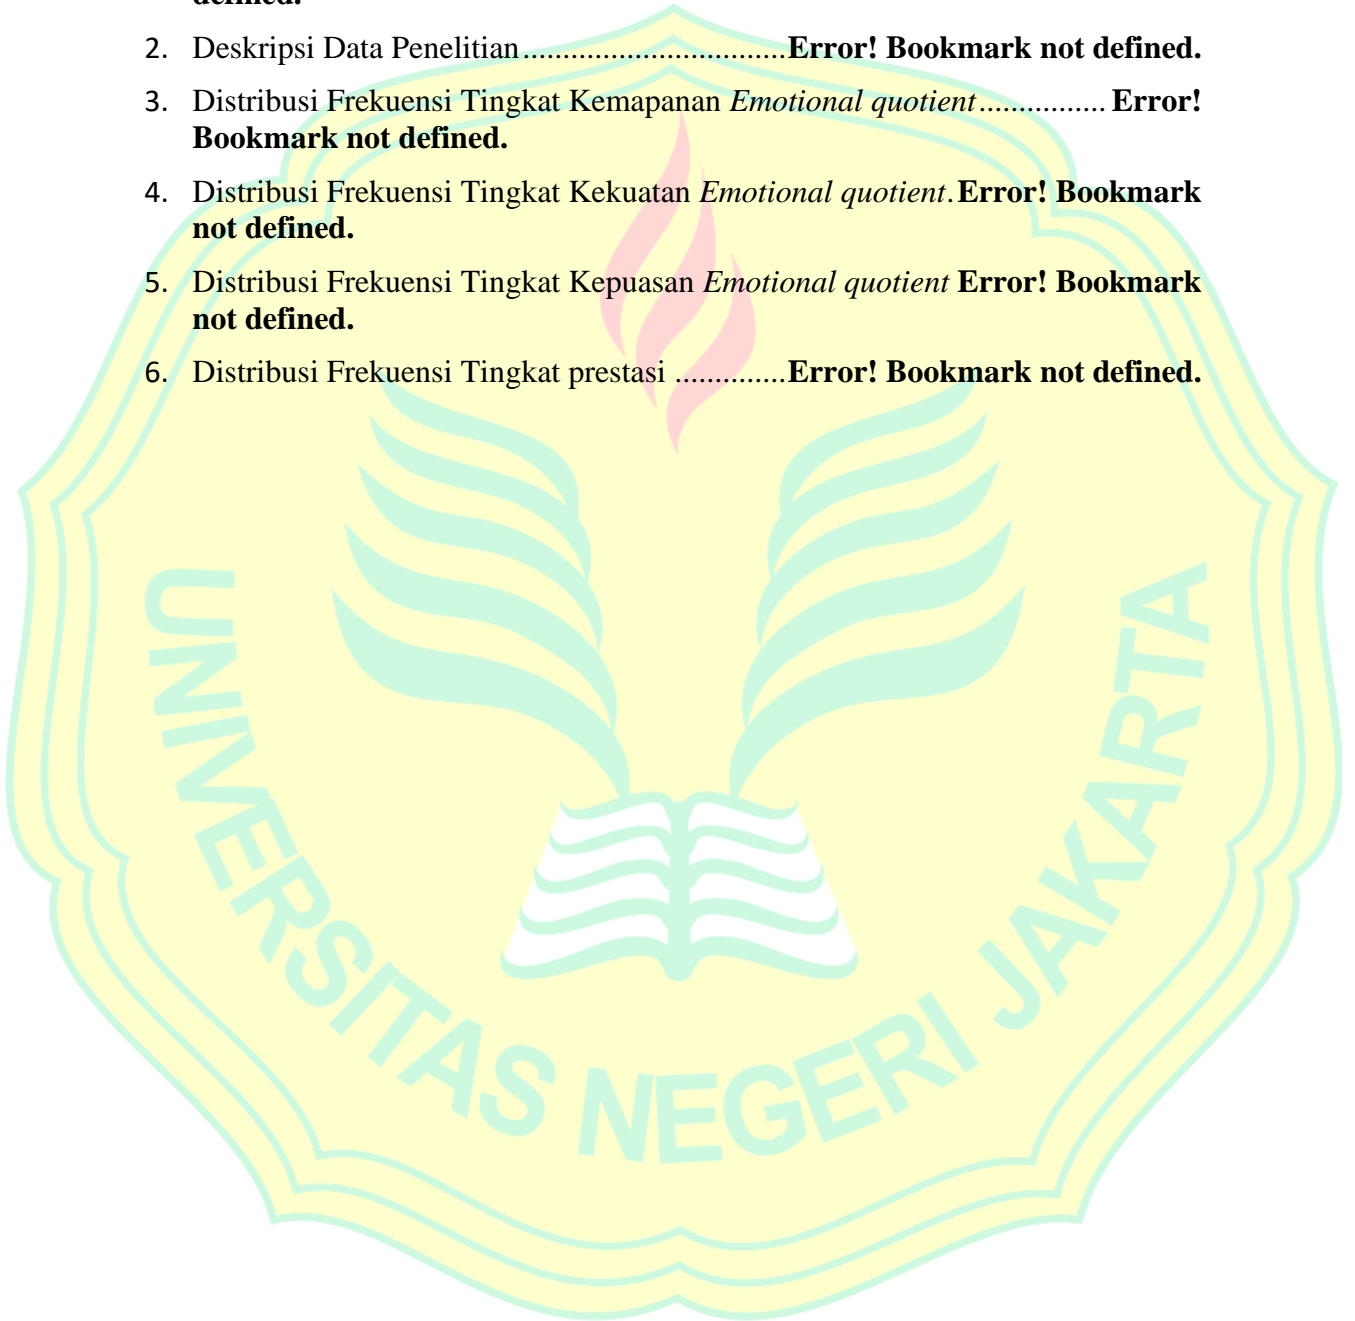 defined.
2. Deskripsi Data Penelitian................................Error! Bookmark not defined.
3. Distribusi Frekuensi Tingkat Kemapanan Emotional quotient................ Error!
Bookmark not defined.
4. Distribusi Frekuensi Tingkat Kekuatan Emotional quotient.Error! Bookmark
not defined.
5. Distribusi Frekuensi Tingkat Kepuasan Emotional quotient Error! Bookmark
not defined.
6. Distribusi Frekuensi Tingkat prestasi ..............Error! Bookmark not defined.
UNIVERSITAS NEGERI JAKARTA